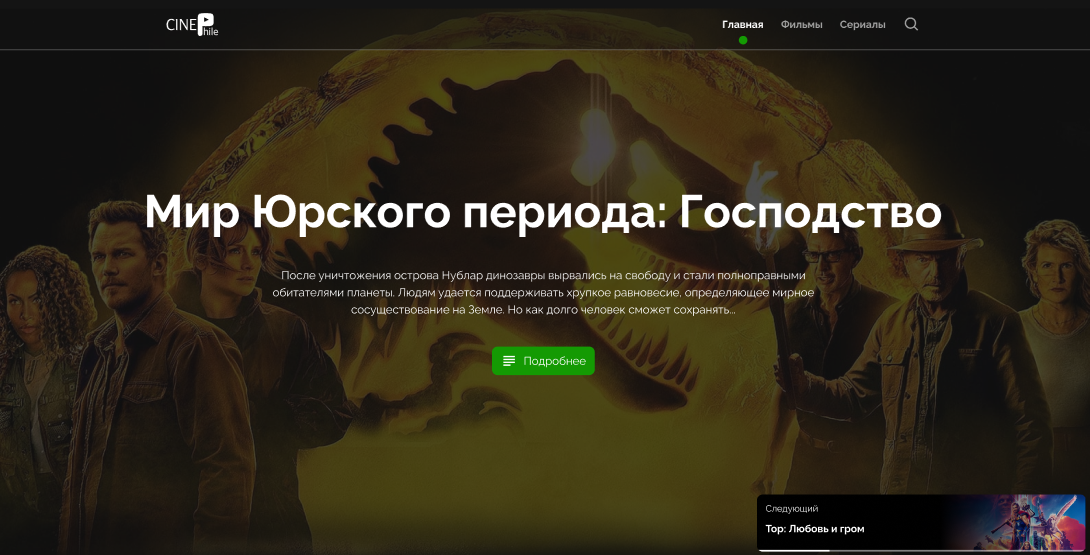 CINEPhile
Главная Фильмы Сериалы
Мир Юрского периода: Господство
После уничтожения острова Нублар динозавры вырвались на свободу и стали полноправными
обитателями планеты. Людям удается поддерживать хрупкое равновесие, определяющее мирное
сосуществование на Земле. Но как долго человек сможет сохранять...
Подробнее
Следующий
Тор: Любовь и гром